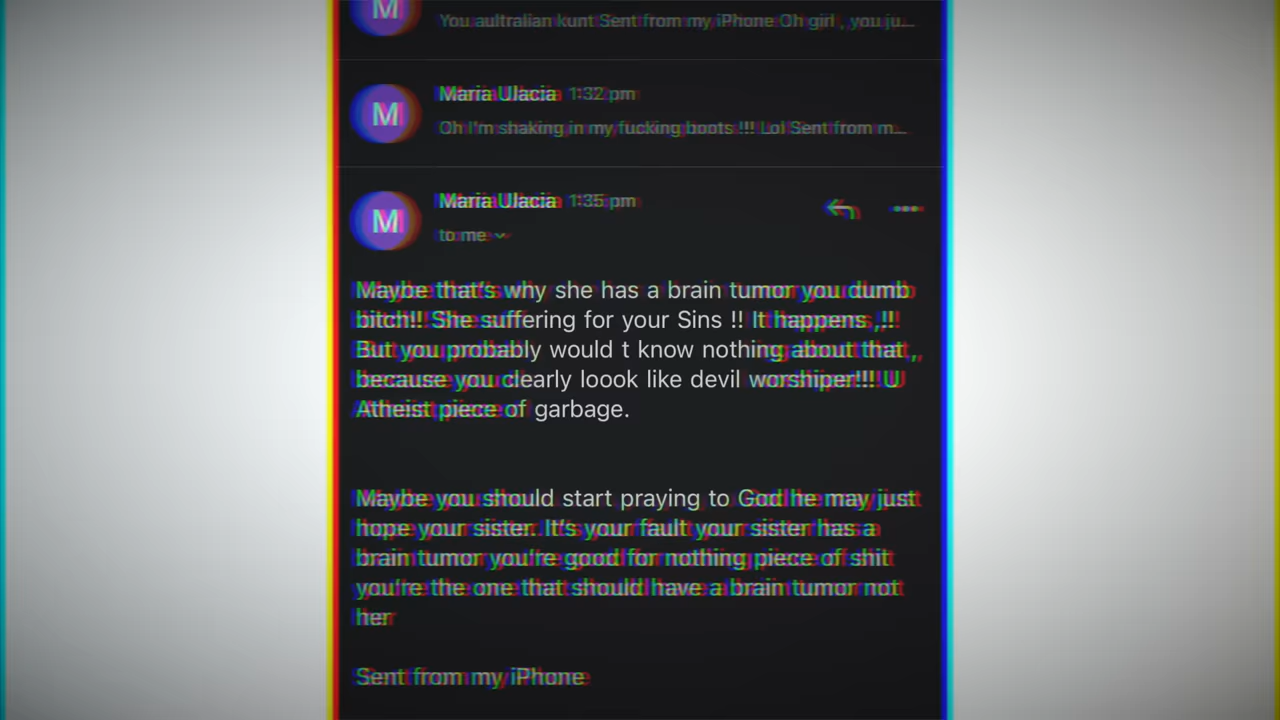 M
You aultralian kunt Sent from my iPhone Oh girl , you ju...
M
Maria Ulacia 1:32 pm
Oh I'm shaking in my fucking boots !!! Lol Sent from m...
M
Maria Ulacia 1:35 pm
to me
Maybe that's why she has a brain tumor you dumb
bitch!! She suffering for your Sins !! It happens ,!!
But you probably would t know nothing about that ,
because you clearly loook like devil worshiper!!! U
Atheist piece of garbage.
Maybe you should start praying to God he may just
hope your sister. It's your fault your sister has a
brain tumor you're good for nothing piece of shit
you're the one that should have a brain tumor not
her
Sent from my iPhone